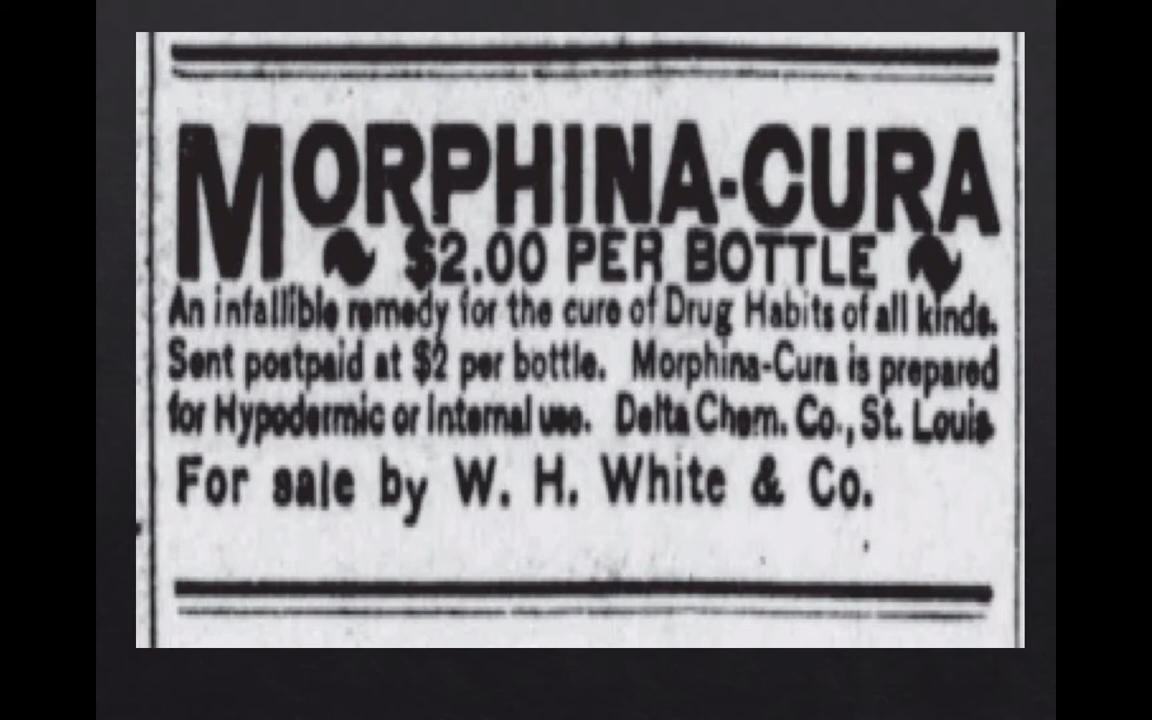 MORPHINA-CURA
$2.00 PER BOTTLE
An infallible remedy for the cure of Drug Habits of all kinds.
Sent postpaid at $2 per bottle. Morphina-Cura is prepared
for Hypodermic or Internal use. Delta Chem. Co., St. Louis
For sale by W. H. White & Co.